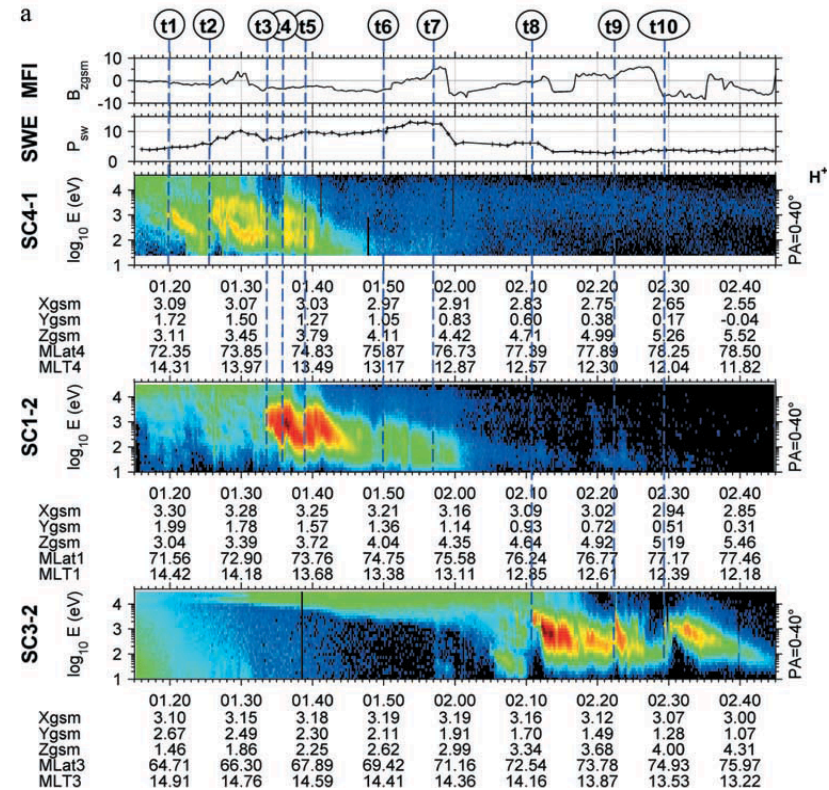 a
t1 t2 t3 t4 t5 t6 t7 t8 t9 t10
MFI
B zgsm
10
0
-10
SWE
P sw
15
10
5
0
H+
SC4-1
log10 E (eV)
4
3
2
1
PA=0-40°
01.20 01.30 01.40 01.50 02.00 02.10 02.20 02.30 02.40
Xgsm 3.09 3.07 3.03 2.97 2.91 2.83 2.75 2.65 2.55
Ygsm 1.72 1.50 1.27 1.05 0.83 0.60 0.38 0.17 -0.04
Zgsm 3.11 3.45 3.79 4.11 4.42 4.71 4.99 5.26 5.52
MLat4 72.35 73.85 74.83 75.87 76.73 77.39 77.89 78.25 78.50
MLT4 14.31 13.97 13.49 13.17 12.87 12.57 12.30 12.04 11.82
SC1-2
log10 E (eV)
4
3
2
1
PA=0-40°
01.20 01.30 01.40 01.50 02.00 02.10 02.20 02.30 02.40
Xgsm 3.30 3.28 3.25 3.21 3.16 3.09 3.02 2.94 2.85
Ygsm 1.99 1.78 1.57 1.36 1.14 0.93 0.72 0.51 0.31
Zgsm 3.04 3.39 3.72 4.04 4.35 4.64 4.92 5.19 5.46
MLat1 71.56 72.90 73.76 74.75 75.58 76.24 76.77 77.17 77.46
MLT1 14.42 14.18 13.68 13.38 13.11 12.85 12.61 12.39 12.18
SC3-2
log10 E (eV)
4
3
2
1
PA=0-40°
01.20 01.30 01.40 01.50 02.00 02.10 02.20 02.30 02.40
Xgsm 3.10 3.15 3.18 3.19 3.19 3.16 3.12 3.07 3.00
Ygsm 2.67 2.49 2.30 2.11 1.91 1.70 1.49 1.28 1.07
Zgsm 1.46 1.86 2.25 2.62 2.99 3.34 3.68 4.00 4.31
MLat3 64.71 66.30 67.89 69.42 71.16 72.54 73.78 74.93 75.97
MLT3 14.91 14.76 14.59 14.41 14.36 14.16 13.87 13.53 13.22